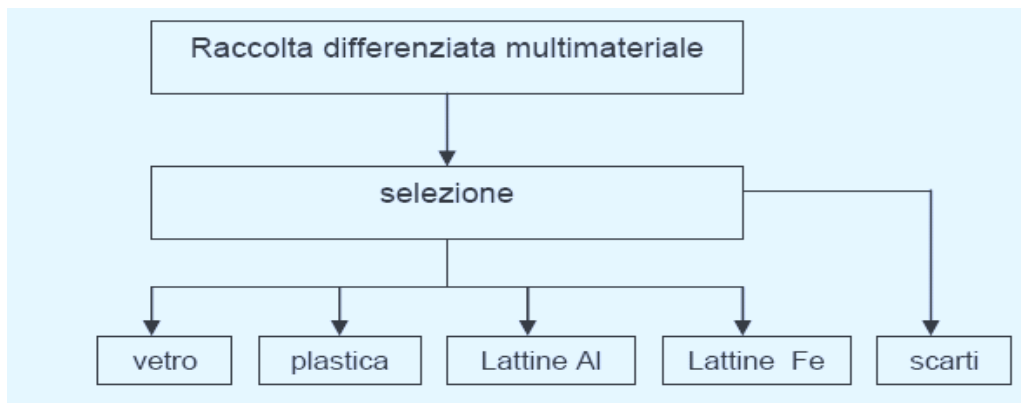 Raccolta differenziata multimateriale
selezione
vetro
plastica
Lattine Al
Lattine Fe
scarti